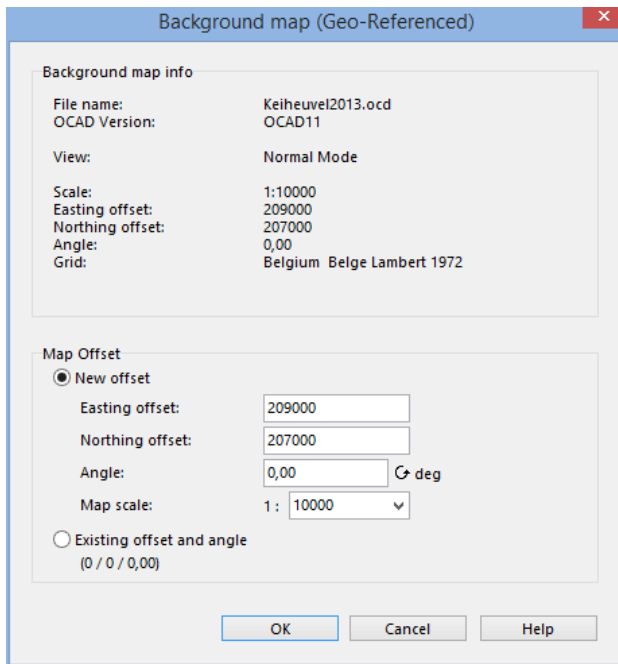 Background map (Geo-Referenced)
Background map info
File name: Keiheuvel2013.ocd
OCAD Version: OCAD11
View: Normal Mode
Scale: 1:10000
Easting offset: 209000
Northing offset: 207000
Angle: 0,00
Grid: Belgium Belge Lambert 1972
Map Offset
New offset
Easting offset: 209000
Northing offset: 207000
Angle: 0,00 deg
Map scale: 1 : 10000
Existing offset and angle
(0 / 0 / 0,00)
OK Cancel Help